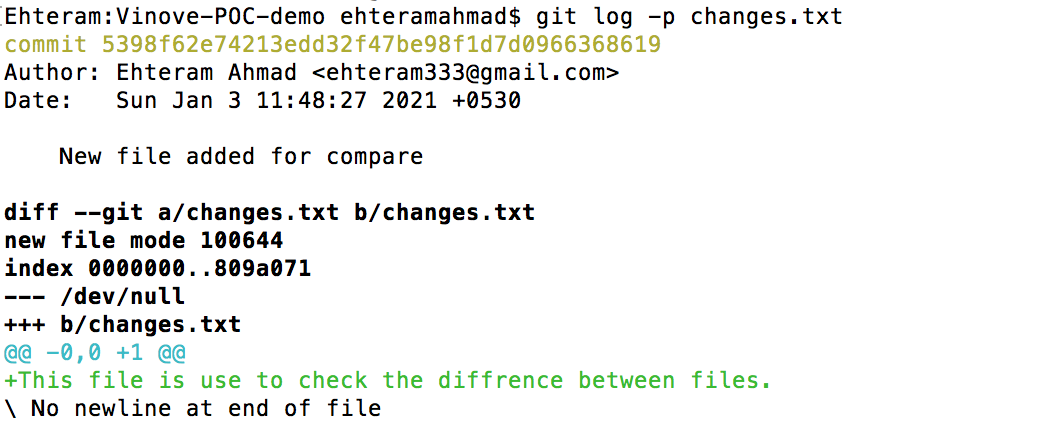 Ehteram:Vinove-POC-demo ehteramahmad$ git log -p changes.txt
commit 5398f62e74213edd32f47be98f1d7d0966368619
Author: Ehteram Ahmad <ehteram333@gmail.com>
Date:   Sun Jan 3 11:48:27 2021 +0530

    New file added for compare

diff --git a/changes.txt b/changes.txt
new file mode 100644
index 0000000..809a071
--- /dev/null
+++ b/changes.txt
@@ -0,0 +1 @@
+This file is use to check the diffrence between files.
\ No newline at end of file